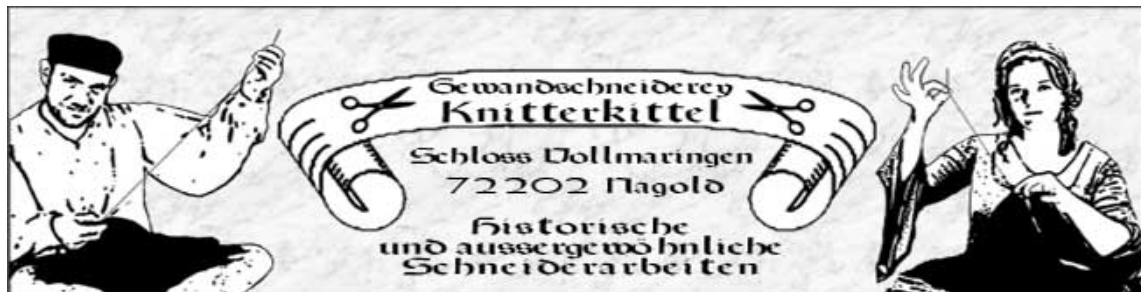 Gewandschneiderey
Knitterkittel
Schloss Vollmaringen
72202 Nagold
Historische
und aussergewöhnliche
Schneiderarbeiten